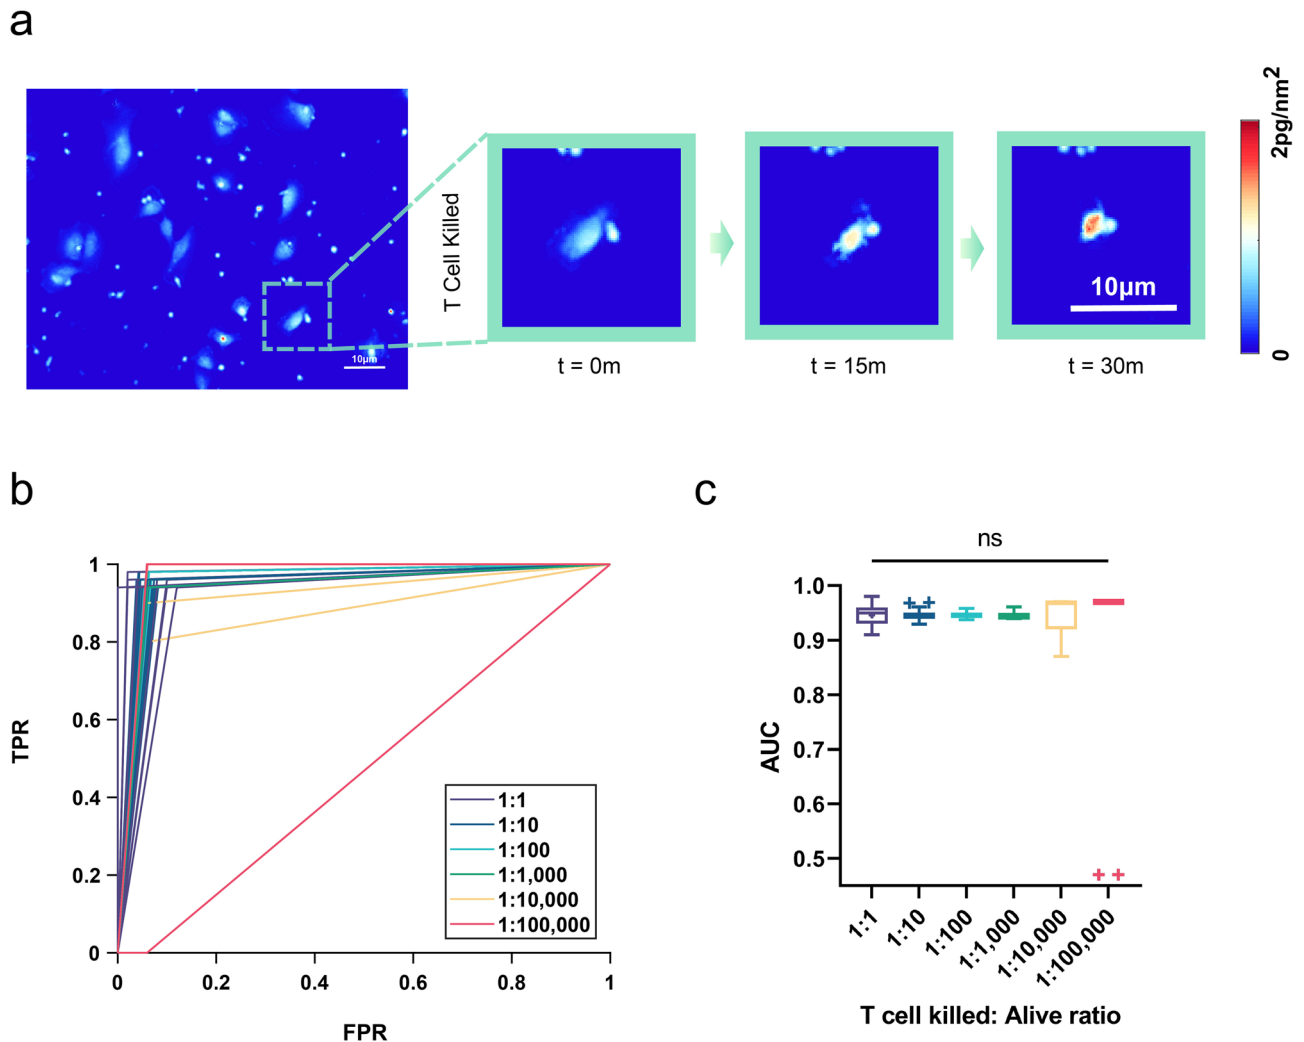 a
10μm
T Cell Killed
10μm
t = 0m
t = 15m
t = 30m
2pg/nm2
0
b
TPR
1
0.8
0.6
0.4
0.2
0
0
0.2
0.4
0.6
0.8
1
FPR
1:1
1:10
1:100
1:1,000
1:10,000
1:100,000
c
ns
AUC
1.0
0.9
0.8
0.7
0.6
0.5
1:1
1:10
1:100
1:1,000
1:10,000
1:100,000
T cell killed: Alive ratio